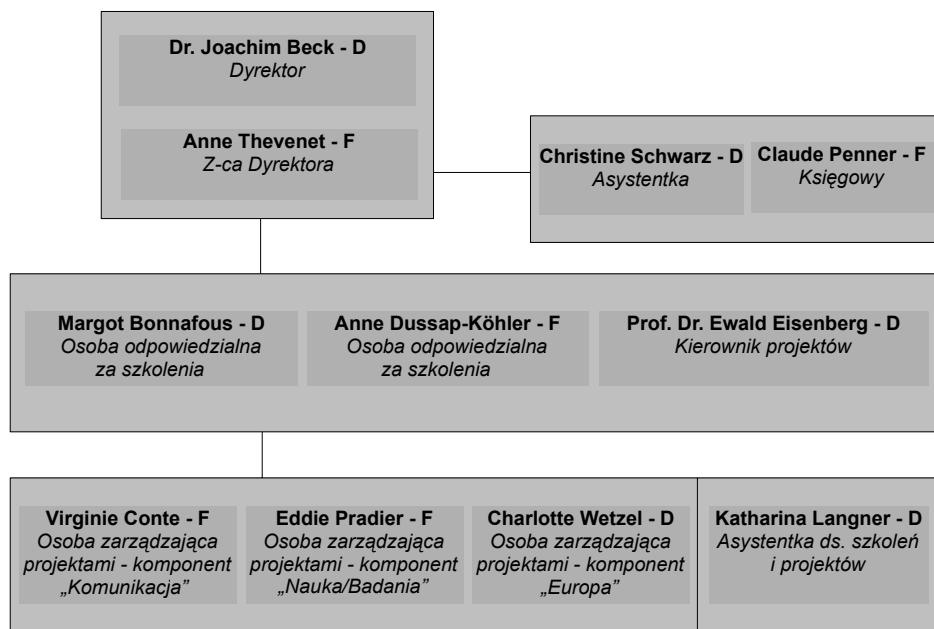 Dr. Joachim Beck - D
Dyrektor
Anne Thevenet - F
Z-ca Dyrektora
Christine Schwarz - D
Asystentka
Claude Penner - F
Księgowy
Margot Bonnafous - D
Osoba odpowiedzialna
za szkolenia
Anne Dussap-Köhler - F
Osoba odpowiedzialna
za szkolenia
Prof. Dr. Ewald Eisenberg - D
Kierownik projektów
Virginie Conte - F
Osoba zarządzająca
projektami - komponent
„Komunikacja”
Eddie Pradier - F
Osoba zarządzająca
projektami - komponent
„Nauka/Badania”
Charlotte Wetzel - D
Osoba zarządzająca
projektami - komponent
„Europa”
Katharina Langner - D
Asystentka ds. szkoleń
i projektów